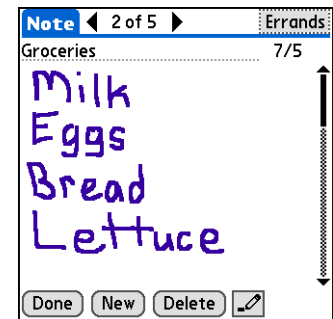 Note 2 of 5 Errands
Groceries 7/5
Milk
Eggs
Bread
Lettuce
Done New Delete